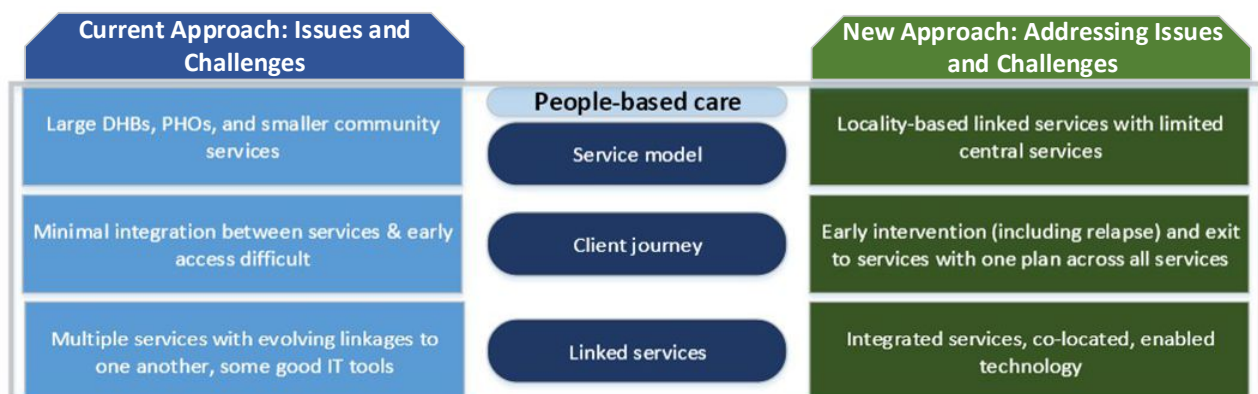 Current Approach: Issues and
Challenges
New Approach: Addressing Issues
and Challenges
People-based care
Large DHBs, PHOs, and smaller community
services
Service model
Locality-based linked services with limited
central services
Minimal integration between services & early
access difficult
Client journey
Early intervention (including relapse) and exit
to services with one plan across all services
Multiple services with evolving linkages to
one another, some good IT tools
Linked services
Integrated services, co-located, enabled
technology